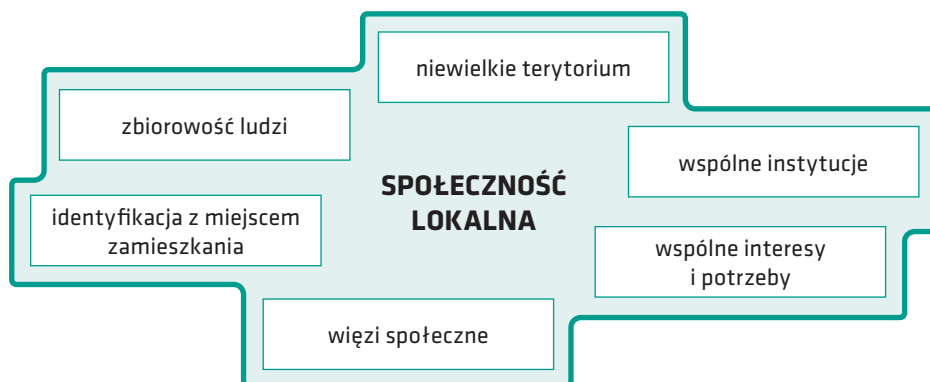 niewielkie terytorium
zbiorowość ludzi
wspólne instytucje
SPOŁECZNOŚĆ
LOKALNA
identyfikacja z miejscem
zamieszkania
wspólne interesy
i potrzeby
więzi społeczne